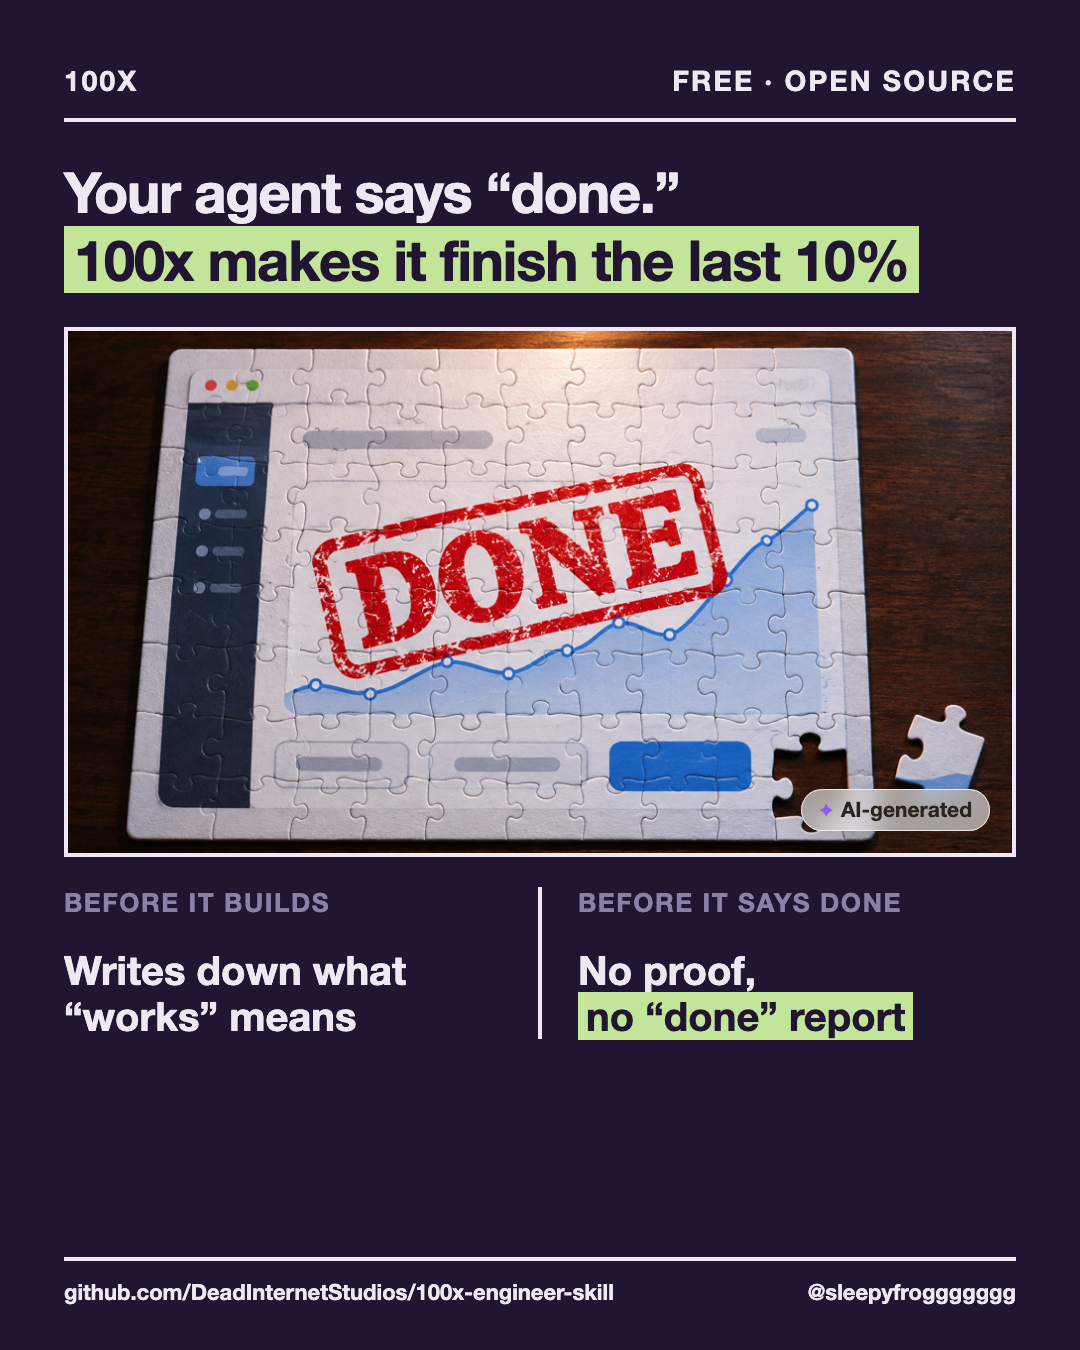 100X
FREE · OPEN SOURCE
Your agent says “done.”
100x makes it finish the last 10%
DONE
AI-generated
BEFORE IT BUILDS
Writes down what
“works” means
BEFORE IT SAYS DONE
No proof,
no “done” report
github.com/DeadInternetStudios/100x-engineer-skill
@sleepyfroggggggg